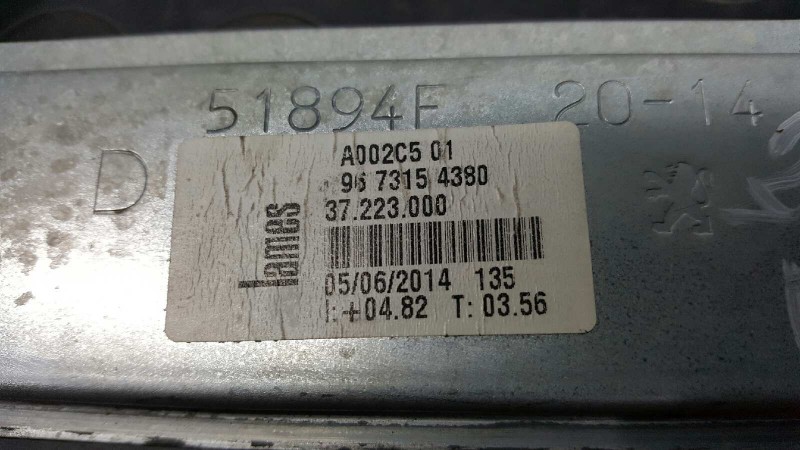 51894F 20-14
D
A002C5 01
96 7315 4380
37.223.000
Lames
05/06/2014 135
I:+04.82 T: 03.56